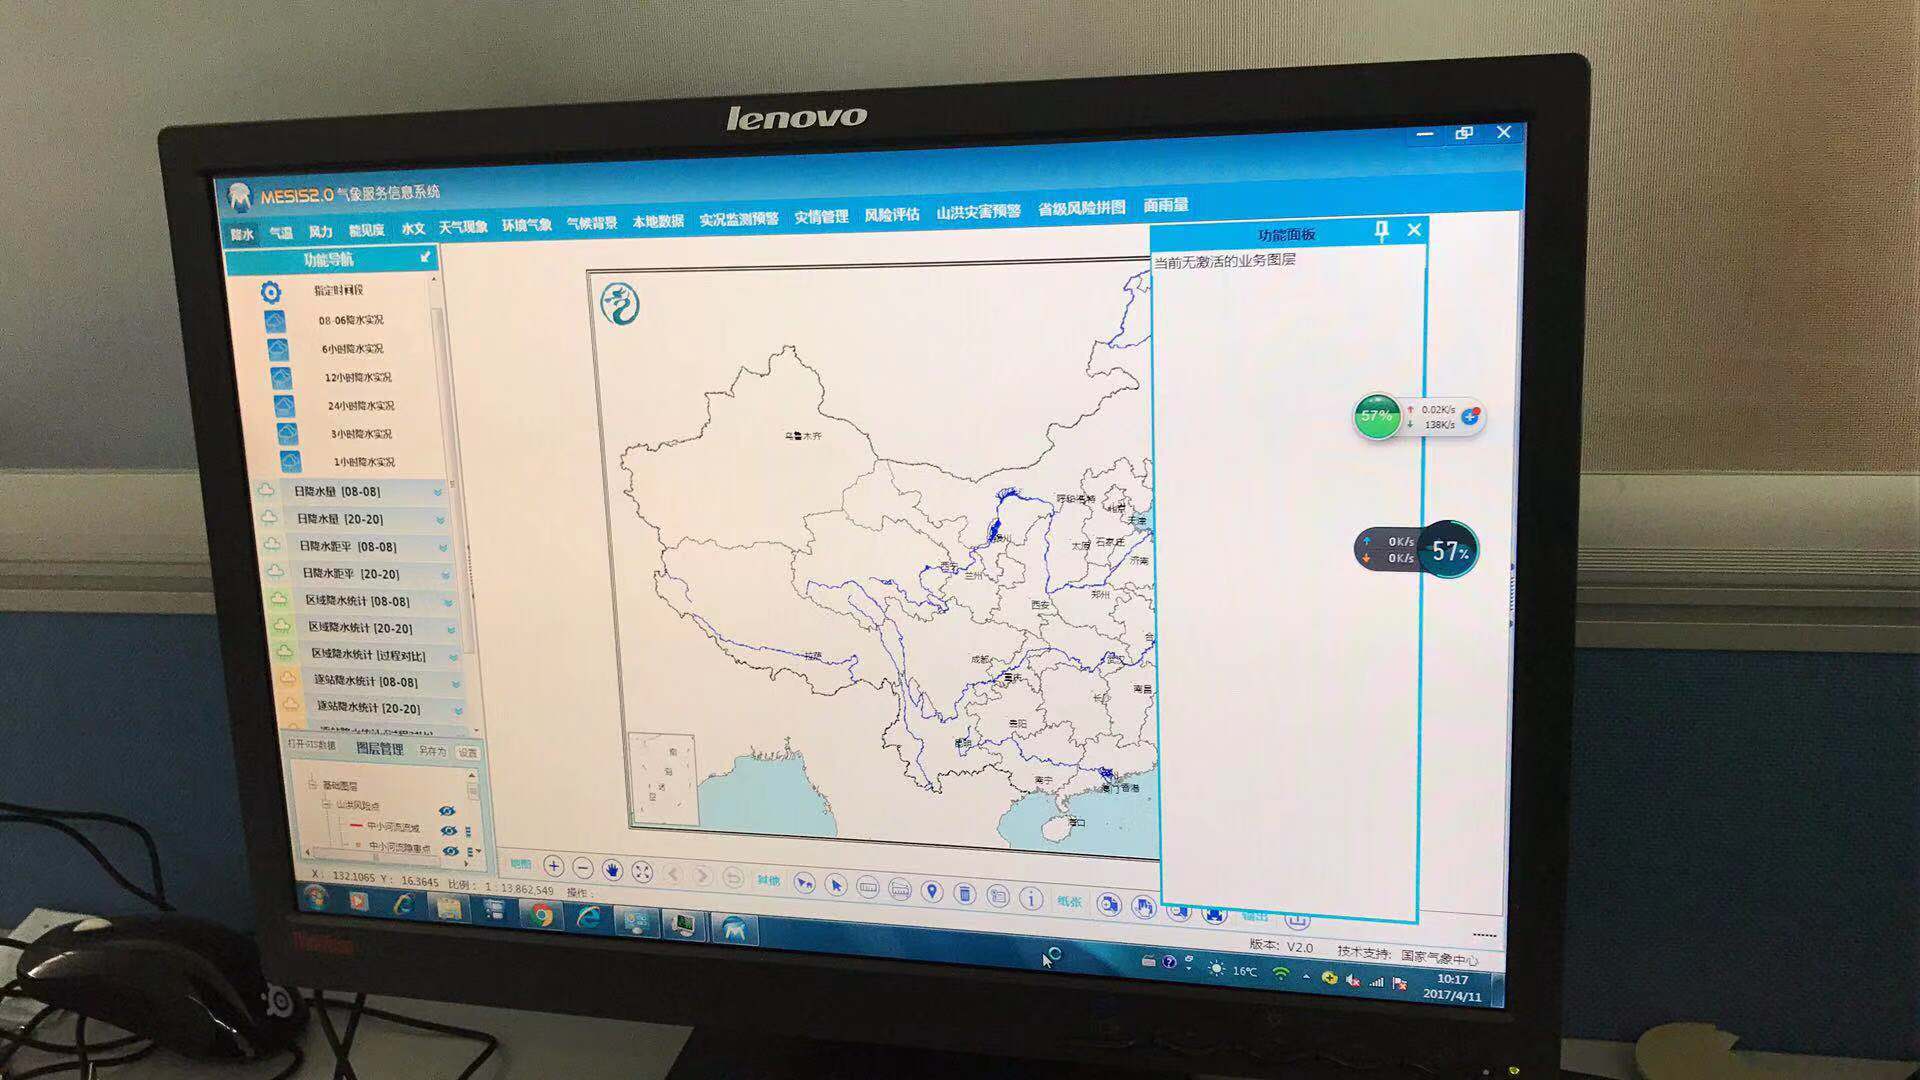 lenovo
MESIS2.0 气象服务信息系统
降水 气温 风力 能见度 水文 天气现象 环境气象 气候背景 本地数据 实况监测预警 灾情管理 风险评估 山洪灾害预警 省级风险拼图 面雨量
功能导航
指定时间段
08-06降水实况
6小时降水实况
12小时降水实况
24小时降水实况
3小时降水实况
1小时降水实况
日降水量 [08-08]
日降水量 [20-20]
日降水距平 [08-08]
日降水距平 [20-20]
区域降水统计 [08-08]
区域降水统计 [20-20]
区域降水统计 [过程对比]
逐站降水统计 [08-08]
逐站降水统计 [20-20]
打开GIS数据 图层管理 另存为 设置
基础图层
山洪风险点
中小河流流域
中小河流隐患点
功能面板
当前无激活的业务图层
乌鲁木齐
呼和浩特
北京
天津
太原
石家庄
济南
兰州
郑州
西安
拉萨
成都
重庆
武汉
合
南昌
长沙
贵阳
昆明
南宁
澳门
香港
海口
南
海
诸
57%
0.02K/s
138K/s
0K/s
0K/s
57%
地图
其他
纸张
X: 132.1065 Y: 16.3645 比例: 1:13,862,549 操作:
版本: V2.0 技术支持: 国家气象中心
16℃
10:17
2017/4/11